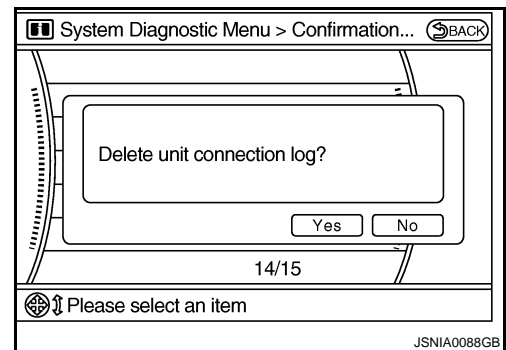 System Diagnostic Menu > Confirmation... BACK
Delete unit connection log?
Yes No
14/15
Please select an item
JSNIA0088GB